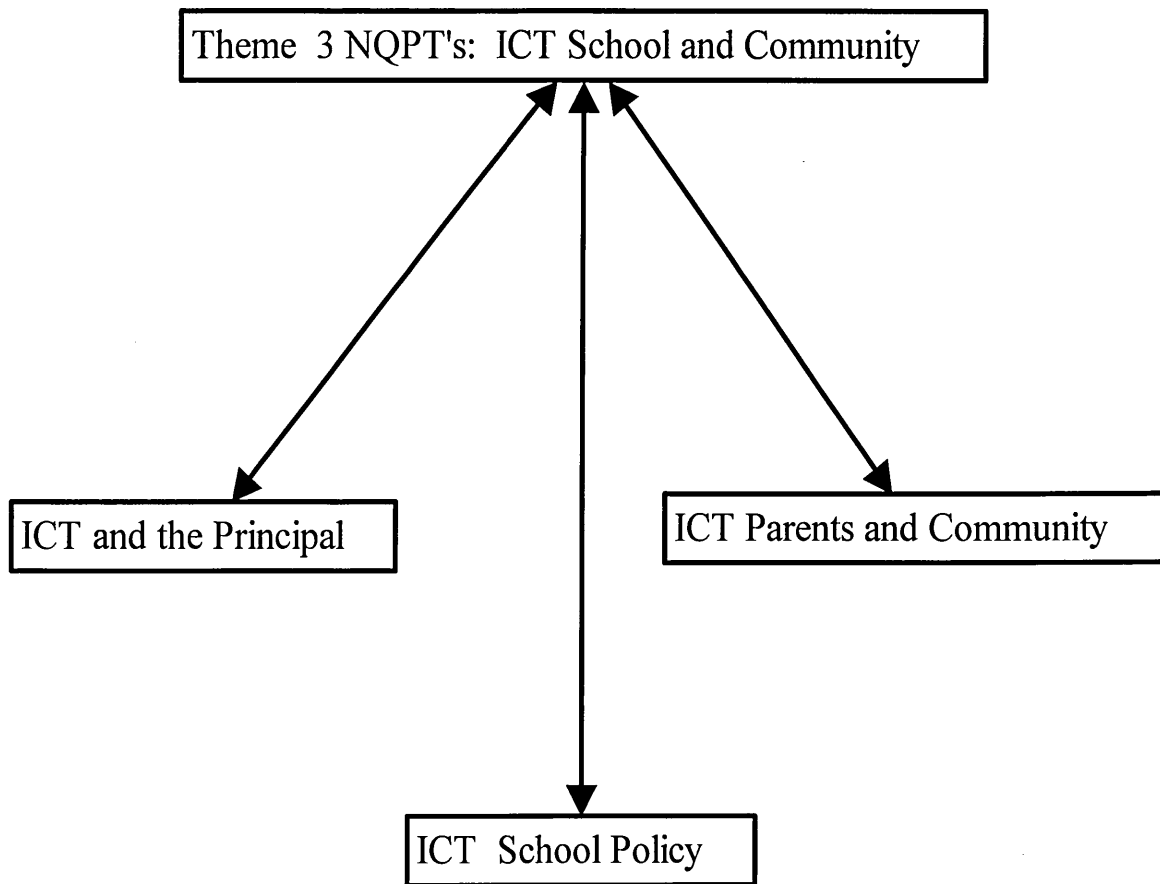 Theme 3 NQPT's: ICT School and Community
ICT and the Principal
ICT Parents and Community
ICT School Policy